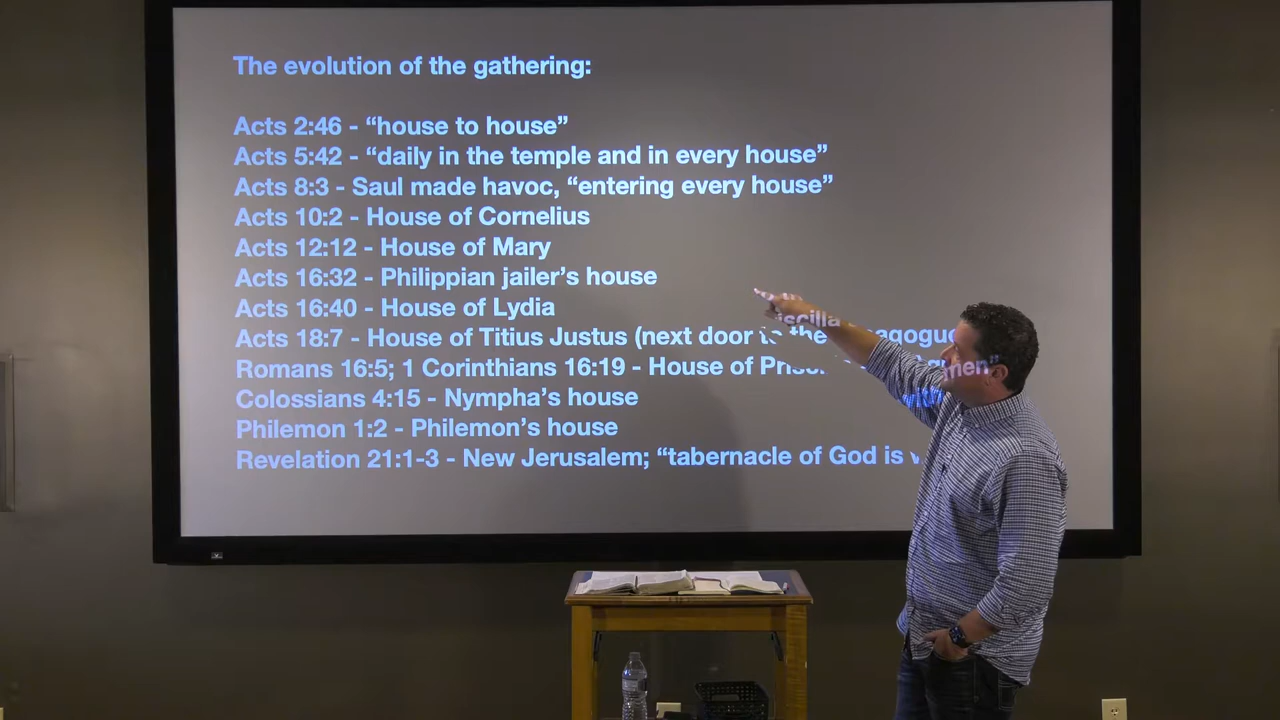 The evolution of the gathering:
Acts 2:46 - “house to house”
Acts 5:42 - “daily in the temple and in every house”
Acts 8:3 - Saul made havoc, “entering every house”
Acts 10:2 - House of Cornelius
Acts 12:12 - House of Mary
Acts 16:32 - Philippian jailer’s house
Acts 16:40 - House of Lydia
Acts 18:7 - House of Titius Justus (next door to the
Romans 16:5; 1 Corinthians 16:19 - House of Priscilla
Colossians 4:15 - Nympha’s house
Philemon 1:2 - Philemon’s house
Revelation 21:1-3 - New Jerusalem; “tabernacle of God is men”